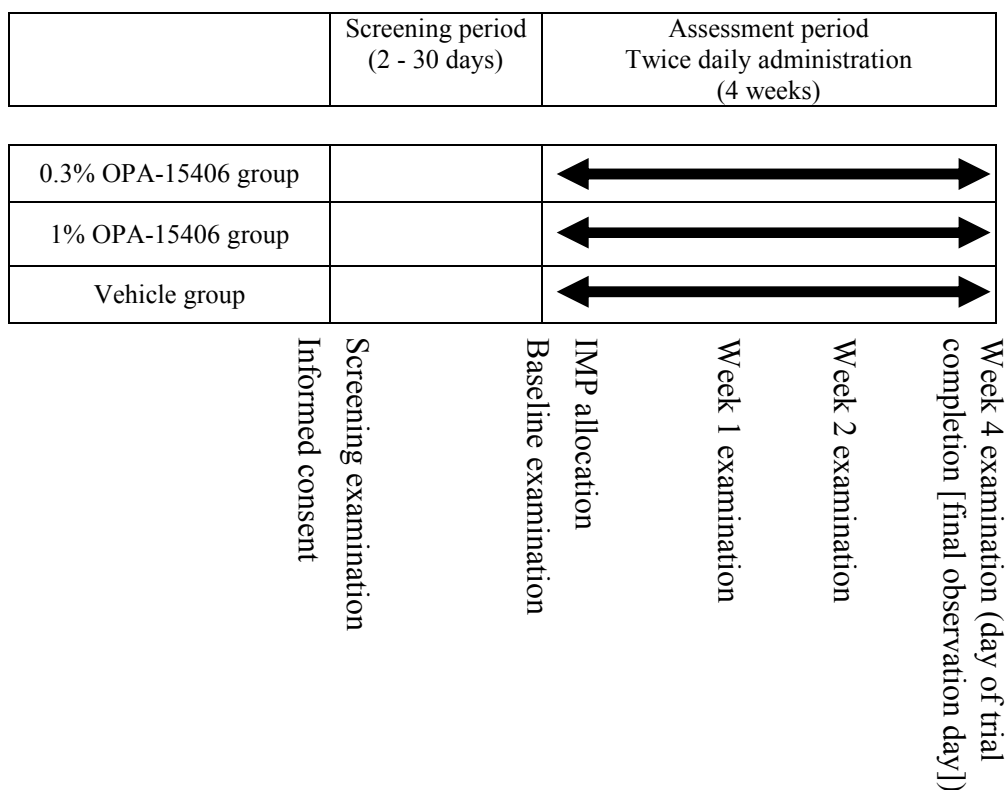 Screening period
(2 - 30 days)
Assessment period
Twice daily administration
(4 weeks)
0.3% OPA-15406 group
1% OPA-15406 group
Vehicle group
Informed consent
Screening examination
Baseline examination
IMP allocation
Week 1 examination
Week 2 examination
Week 4 examination (day of trial
completion [final observation day])